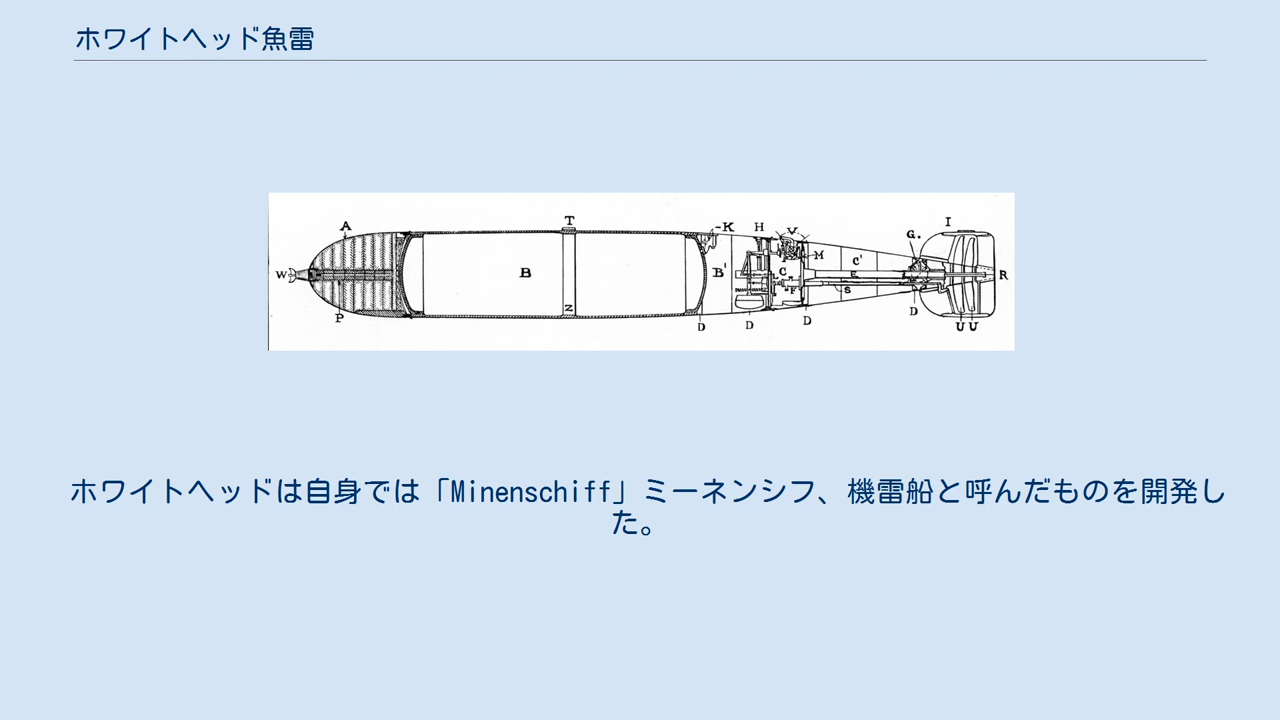 ホワイトヘッド魚雷
A T -K H V I G.
W B B' C M C' E R
P Z F S
D D D D U U
ホワイトヘッドは自身では「Minenschiff」ミーネンシフ、機雷船と呼んだものを開発し
た。